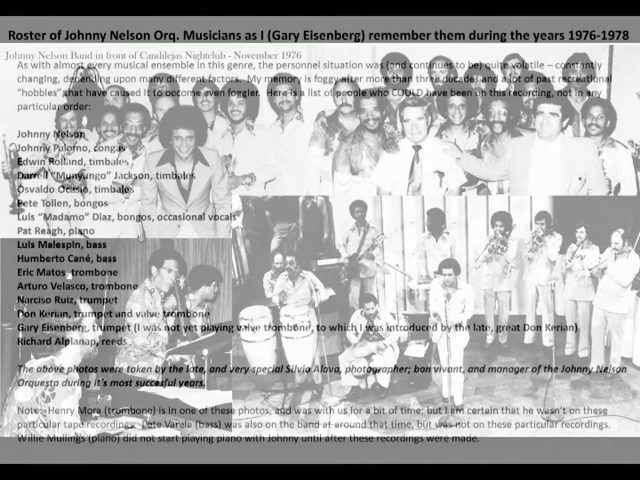 Roster of Johnny Nelson Orq. Musicians as I (Gary Eisenberg) remember them during the years 1976-1978
Johnny Nelson Band in front of Candilejas Nightclub - November 1976
As with almost every musical ensemble in this genre, the personnel situation was (and continues to be) quite volatile – constantly
changing, depending upon many different factors. My memory is foggy after more than three decades and a lot of past recreational
"hobbies" that have caused it to become even foggier. Here is a list of people who COULD have been on this recording, not in any
particular order:
Johnny Nelson
Johnny Palomo, congas
Edwin Rolland, timbales
Darrell "Munyungo" Jackson, timbales
Osvaldo Ocasio, timbales
Pete Tollen, bongos
Luis "Madamo" Diaz, bongos, occasional vocals
Pat Reagh, piano
Luis Malespin, bass
Humberto Cané, bass
Eric Matos, trombone
Arturo Velasco, trombone
Narciso Ruiz, trumpet
Don Kerian, trumpet and valve trombone
Gary Eisenberg, trumpet (I was not yet playing valve trombone, to which I was introduced by the late, great Don Kerian)
Richard Alplanap, reeds
The above photos were taken by the late, and very special Silvio Alava, photographer; bon vivant, and manager of the Johnny Nelson
Orquesta during it's most succesful years.
Note: Henry Mora (trombone) is in one of these photos, and was with us for a bit of time; but I am certain that he wasn't on these
particular tape recordings. Pete Varela (bass) was also on the band at around that time, but was not on these particular recordings.
Willie Mullings (piano) did not start playing piano with Johnny until after these recordings were made.